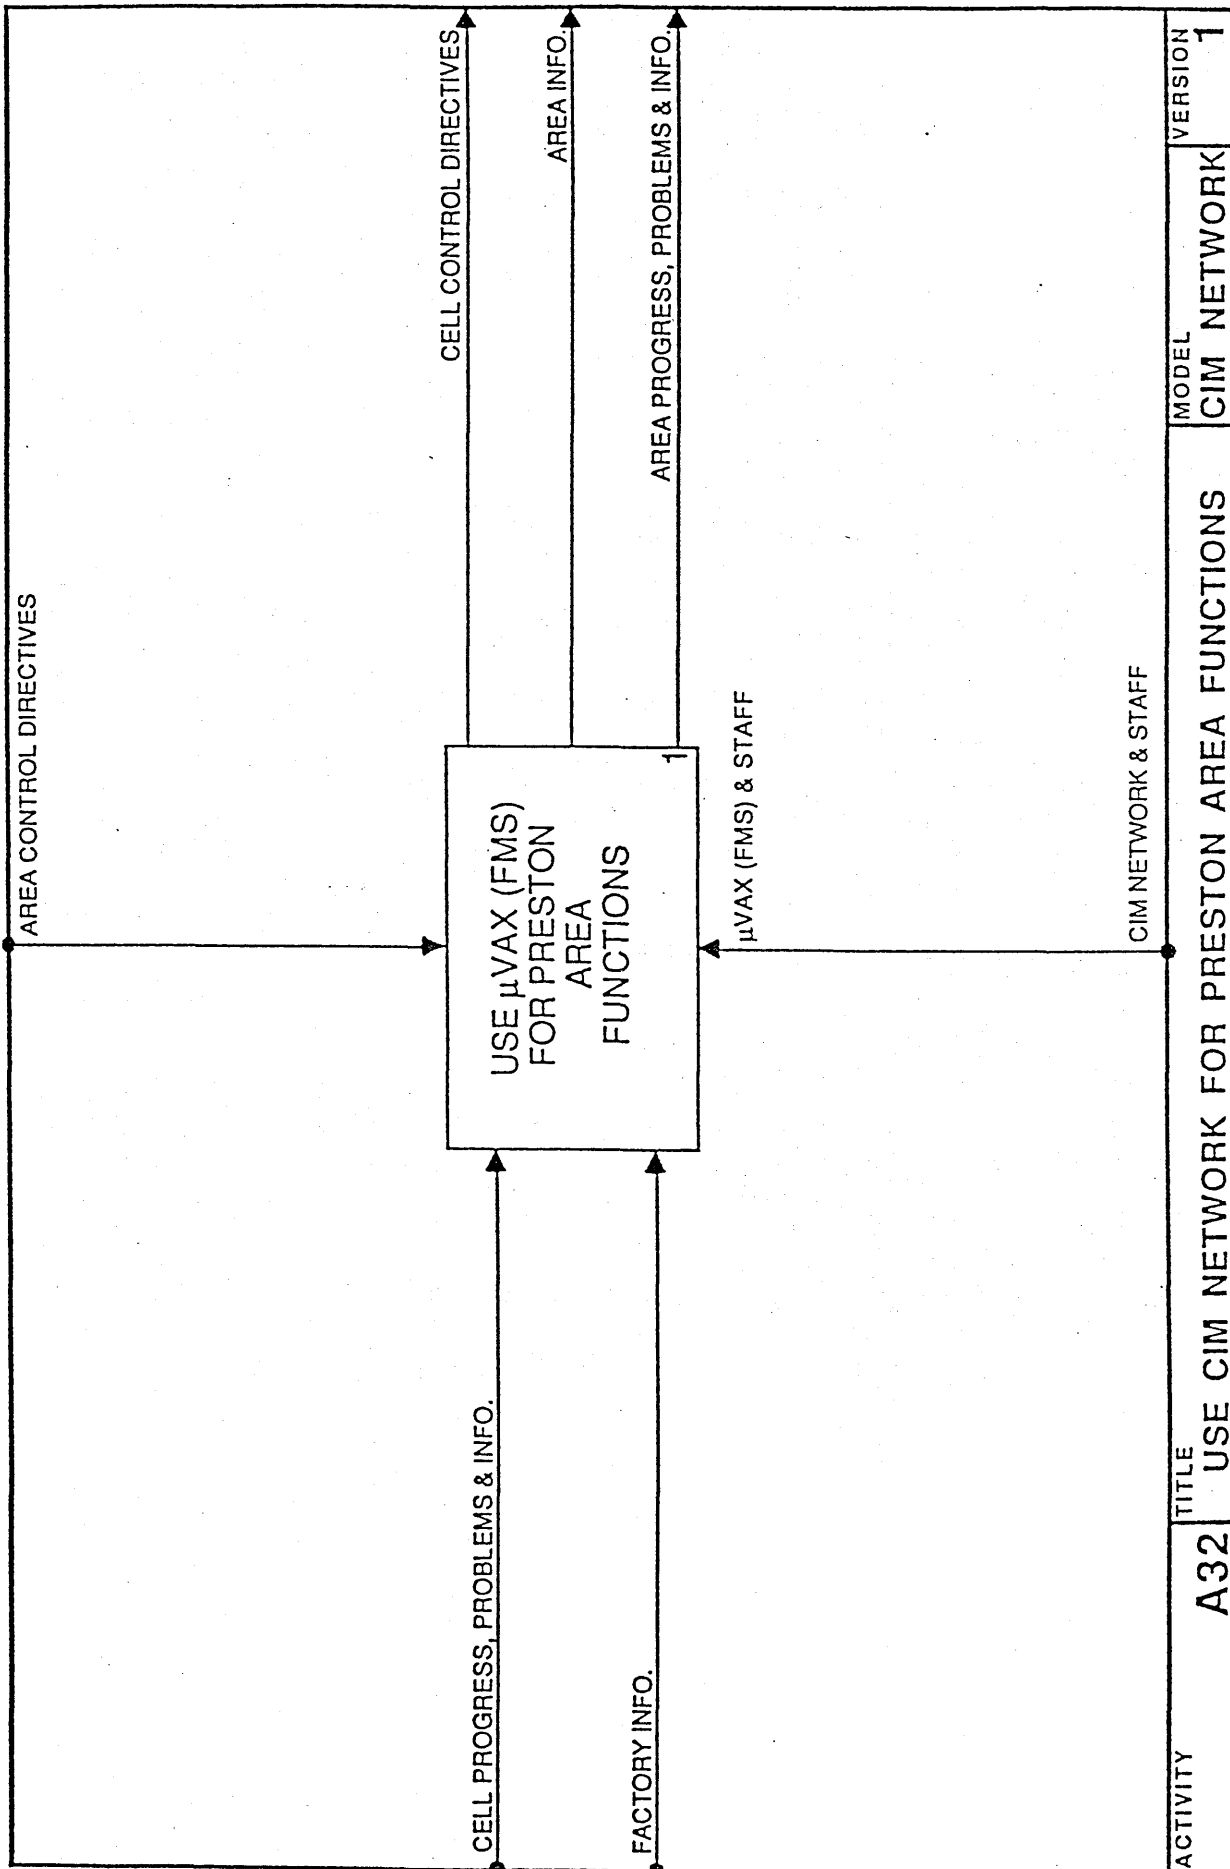 AREA CONTROL DIRECTIVES
CELL CONTROL DIRECTIVES
AREA INFO.
AREA PROGRESS, PROBLEMS & INFO.
USE µVAX (FMS)
FOR PRESTON
AREA
FUNCTIONS
1
CELL PROGRESS, PROBLEMS & INFO.
FACTORY INFO.
µVAX (FMS) & STAFF
CIM NETWORK & STAFF
ACTIVITY
A32
TITLE
USE CIM NETWORK FOR PRESTON AREA FUNCTIONS
MODEL
CIM NETWORK
VERSION
1